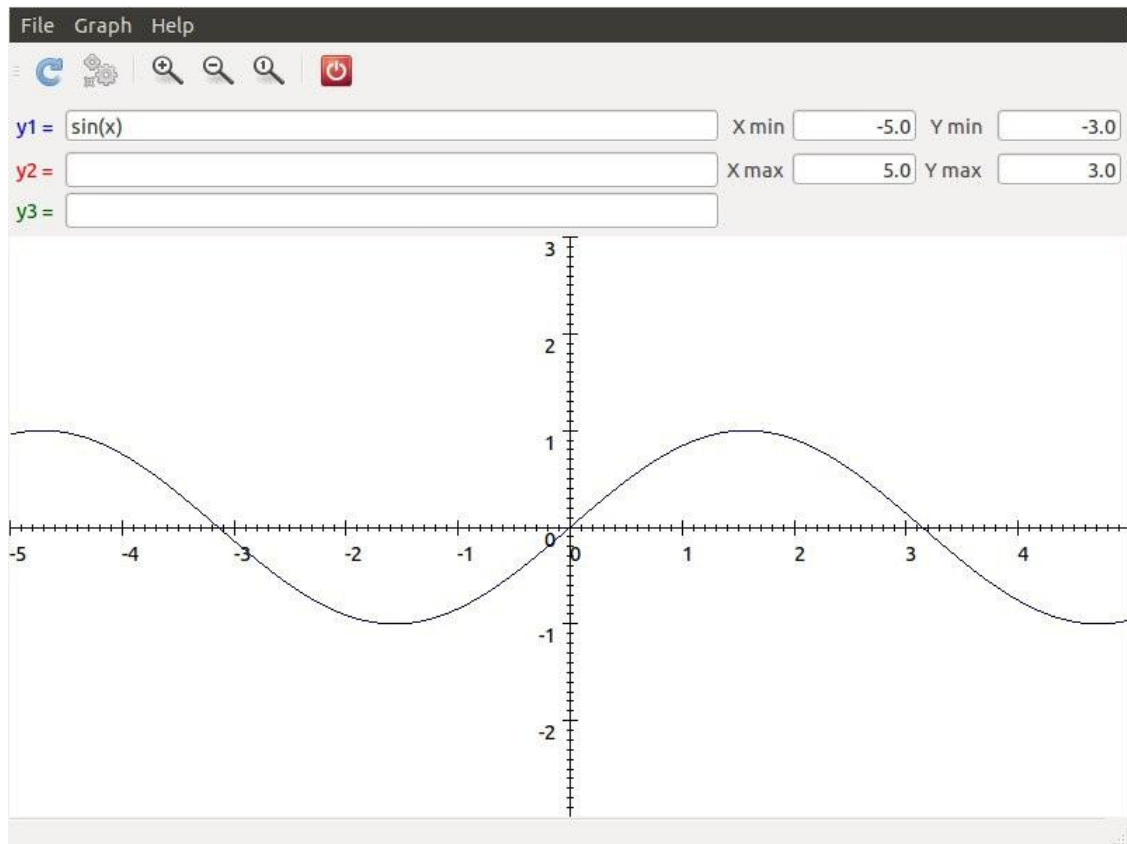 File Graph Help
y1 = sin(x) X min -5.0 Y min -3.0
y2 = X max 5.0 Y max 3.0
y3 =
3
2
1
0
-5 -4 -3 -2 -1 0 1 2 3 4
-1
-2